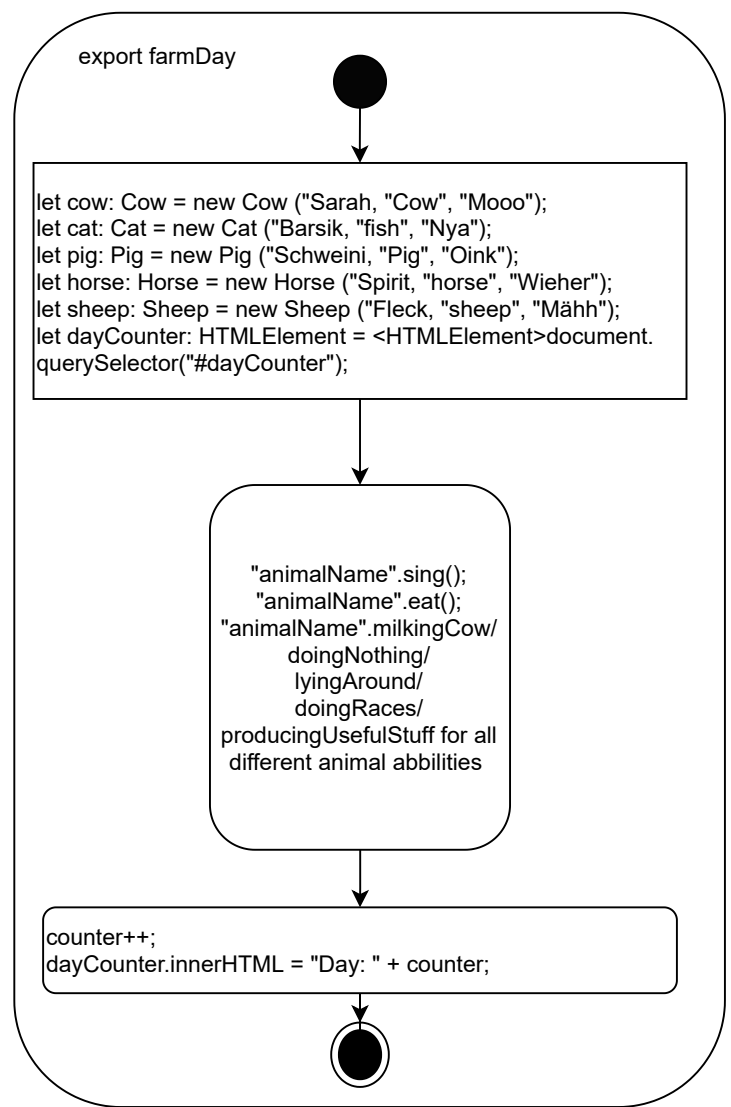 export farmDay
let cow: Cow = new Cow ("Sarah, "Cow", "Mooo");
let cat: Cat = new Cat ("Barsik, "fish", "Nya");
let pig: Pig = new Pig ("Schweini, "Pig", "Oink");
let horse: Horse = new Horse ("Spirit, "horse", "Wieher");
let sheep: Sheep = new Sheep ("Fleck, "sheep", "Mähh");
let dayCounter: HTMLElement = <HTMLElement>document.
querySelector("#dayCounter");
"animalName".sing();
"animalName".eat();
"animalName".milkingCow/
doingNothing/
lyingAround/
doingRaces/
producingUsefulStuff for all
different animal abbilities
counter++;
dayCounter.innerHTML = "Day: " + counter;